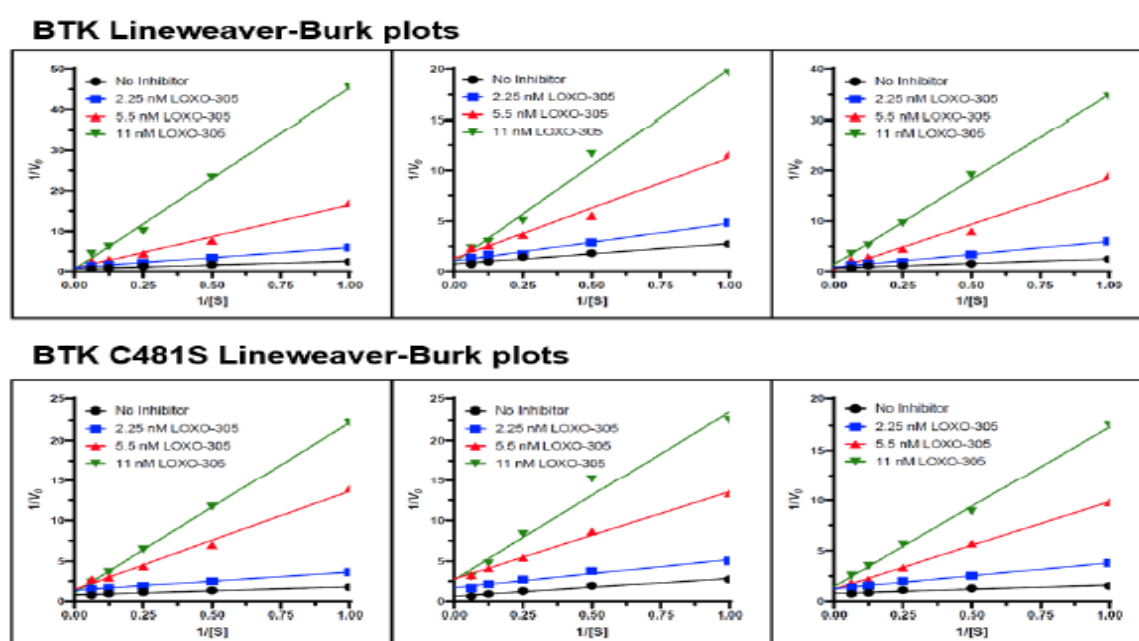 BTK Lineweaver-Burk plots
No Inhibitor
2.25 nM LOXO-305
5.5 nM LOXO-305
11 nM LOXO-305
1/V₀
50
40
30
20
10
0
0.00 0.25 0.50 0.75 1.00
1/[S]
No Inhibitor
2.25 nM LOXO-305
5.5 nM LOXO-305
11 nM LOXO-305
1/V₀
20
15
10
5
0
0.00 0.25 0.50 0.75 1.00
1/[S]
No Inhibitor
2.25 nM LOXO-305
5.5 nM LOXO-305
11 nM LOXO-305
1/V₀
40
30
20
10
0
0.00 0.25 0.50 0.75 1.00
1/[S]
BTK C481S Lineweaver-Burk plots
No Inhibitor
2.25 nM LOXO-305
5.5 nM LOXO-305
11 nM LOXO-305
1/V₀
25
20
15
10
5
0
0.00 0.25 0.50 0.75 1.00
1/[S]
No Inhibitor
2.25 nM LOXO-305
5.5 nM LOXO-305
11 nM LOXO-305
1/V₀
25
20
15
10
5
0
0.00 0.25 0.50 0.75 1.00
1/[S]
No Inhibitor
2.25 nM LOXO-305
5.5 nM LOXO-305
11 nM LOXO-305
1/V₀
20
15
10
5
0
0.00 0.25 0.50 0.75 1.00
1/[S]